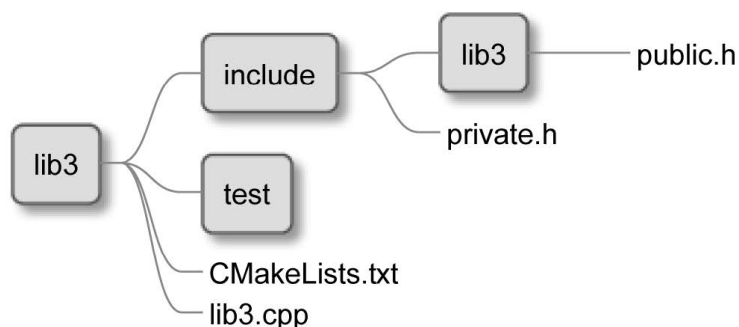 lib3
include
lib3
public.h
private.h
test
CMakeLists.txt
lib3.cpp